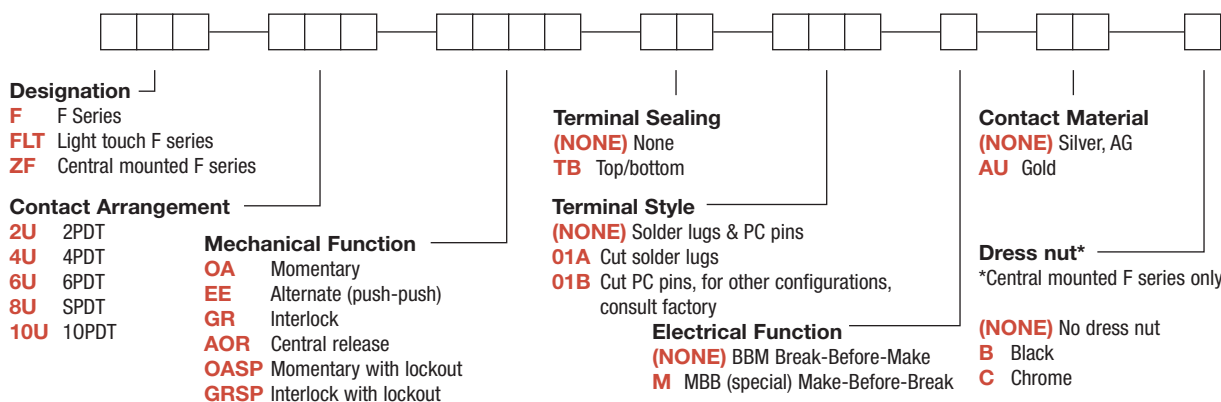 Designation
F F Series
FLT Light touch F series
ZF Central mounted F series
Contact Arrangement
2U 2PDT
4U 4PDT
6U 6PDT
8U SPDT
10U 10PDT
Mechanical Function
OA Momentary
EE Alternate (push-push)
GR Interlock
AOR Central release
OASP Momentary with lockout
GRSP Interlock with lockout
Terminal Sealing
(NONE) None
TB Top/bottom
Terminal Style
(NONE) Solder lugs & PC pins
01A Cut solder lugs
01B Cut PC pins, for other configurations,
consult factory
Electrical Function
(NONE) BBM Break-Before-Make
M MBB (special) Make-Before-Break
Contact Material
(NONE) Silver, AG
AU Gold
Dress nut*
*Central mounted F series only
(NONE) No dress nut
B Black
C Chrome